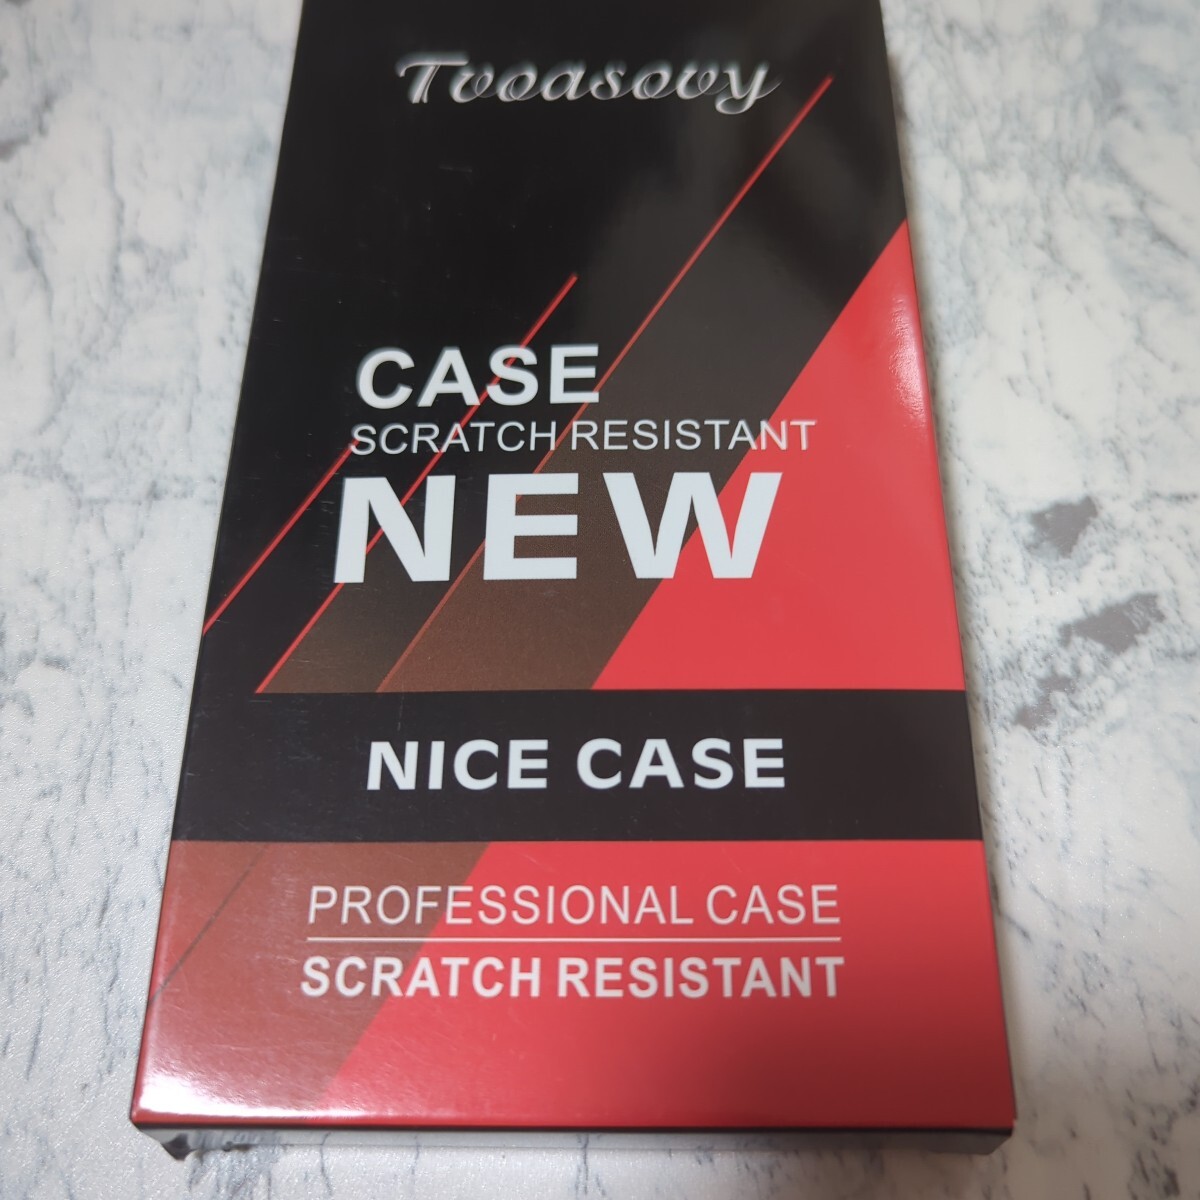 Tvoasovy
CASE
SCRATCH RESISTANT
NEW
NICE CASE
PROFESSIONAL CASE
SCRATCH RESISTANT